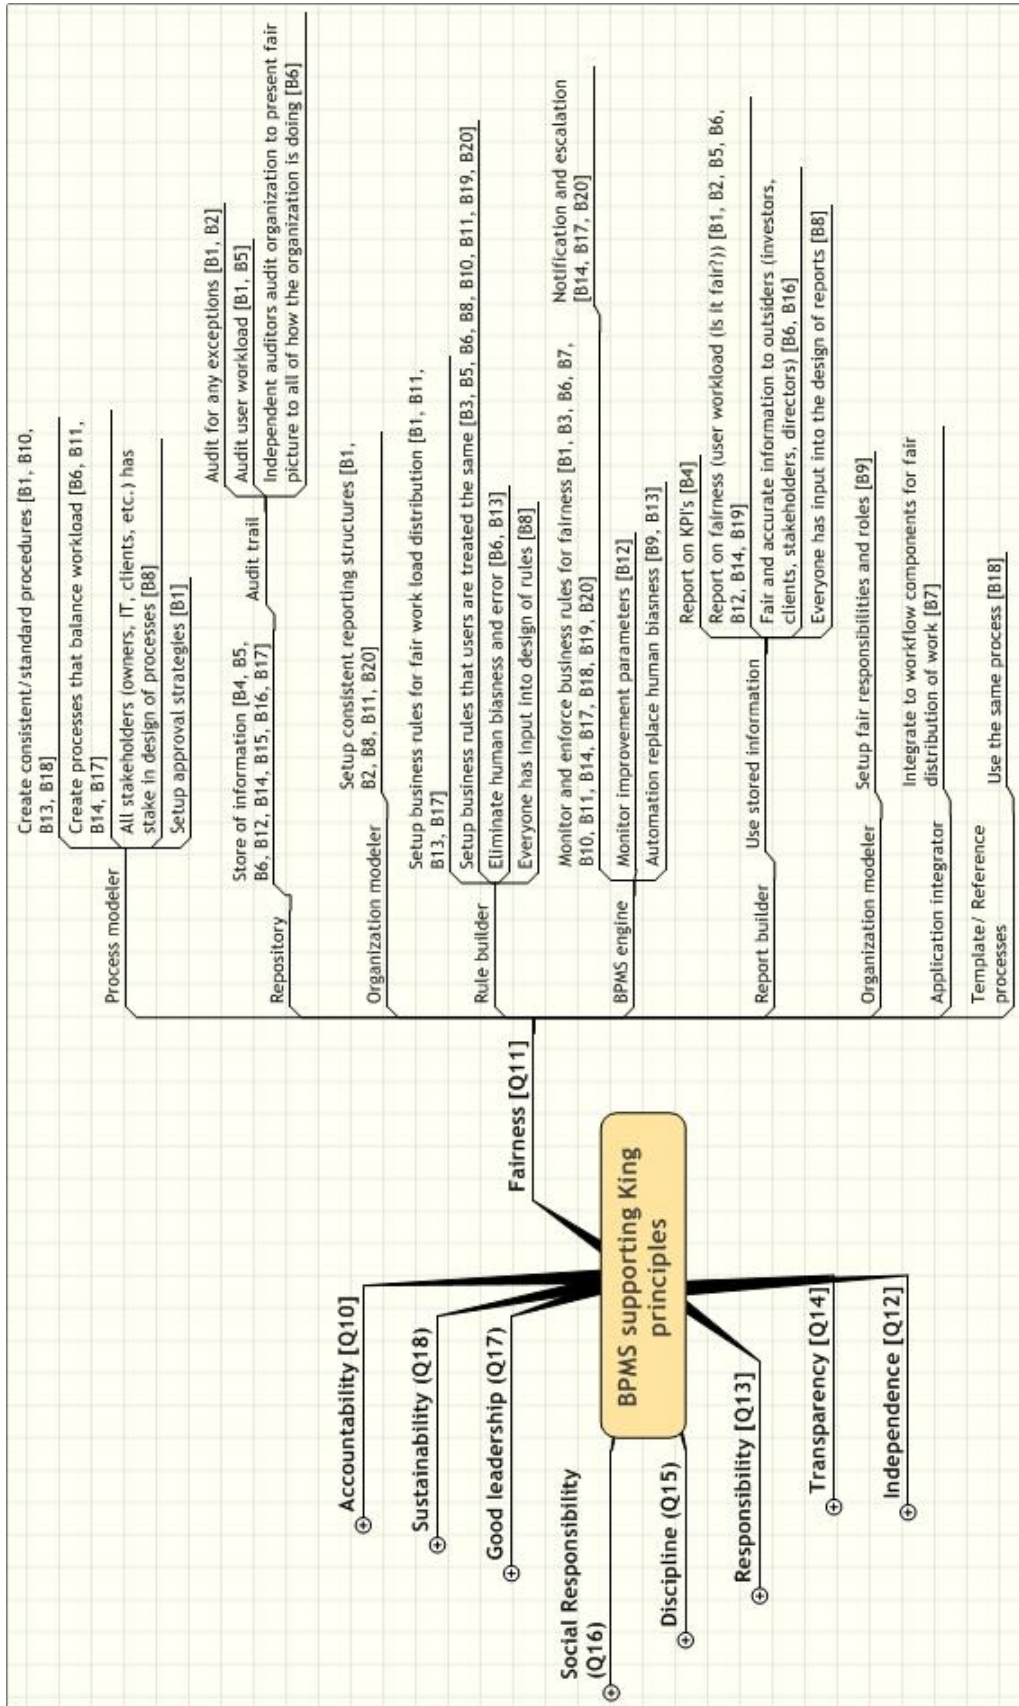 Accountability [Q10]
Sustainability (Q18)
Good leadership (Q17)
Social Responsibility
(Q16)
Discipline (Q15)
Responsibility [Q13]
Transparency [Q14]
Independence [Q12]
BPMS supporting King
principles
Fairness [Q11]
Process modeler
Create consistent/standard procedures [B1, B10,
B13, B18]
Create processes that balance workload [B6, B11,
B14, B17]
All stakeholders (owners, IT, clients, etc.) has
stake in design of processes [B8]
Setup approval strategies [B1]
Repository
Store of information [B4, B5,
B6, B12, B14, B15, B16, B17]
Audit trail
Audit for any exceptions [B1, B2]
Audit user workload [B1, B5]
Independent auditors audit organization to present fair
picture to all of how the organization is doing [B6]
Organization modeler
Setup consistent reporting structures [B1,
B2, B8, B11, B20]
Rule builder
Setup business rules for fair work load distribution [B1, B11,
B13, B17]
Setup business rules that users are treated the same [B3, B5, B6, B8, B10, B11, B19, B20]
Eliminate human biasness and error [B6, B13]
Everyone has input into design of rules [B8]
BPMS engine
Monitor and enforce business rules for fairness [B1, B3, B6, B7,
B10, B11, B14, B17, B18, B19, B20]
Notification and escalation
[B14, B17, B20]
Monitor improvement parameters [B12]
Automation replace human biasness [B9, B13]
Report builder
Use stored information
Report on KPI's [B4]
Report on fairness (user workload (Is it fair?)) [B1, B2, B5, B6,
B12, B14, B19]
Fair and accurate information to outsiders (investors,
clients, stakeholders, directors) [B6, B16]
Everyone has input into the design of reports [B8]
Organization modeler
Setup fair responsibilities and roles [B9]
Application integrator
Integrate to workflow components for fair
distribution of work [B7]
Template/ Reference
processes
Use the same process [B18]